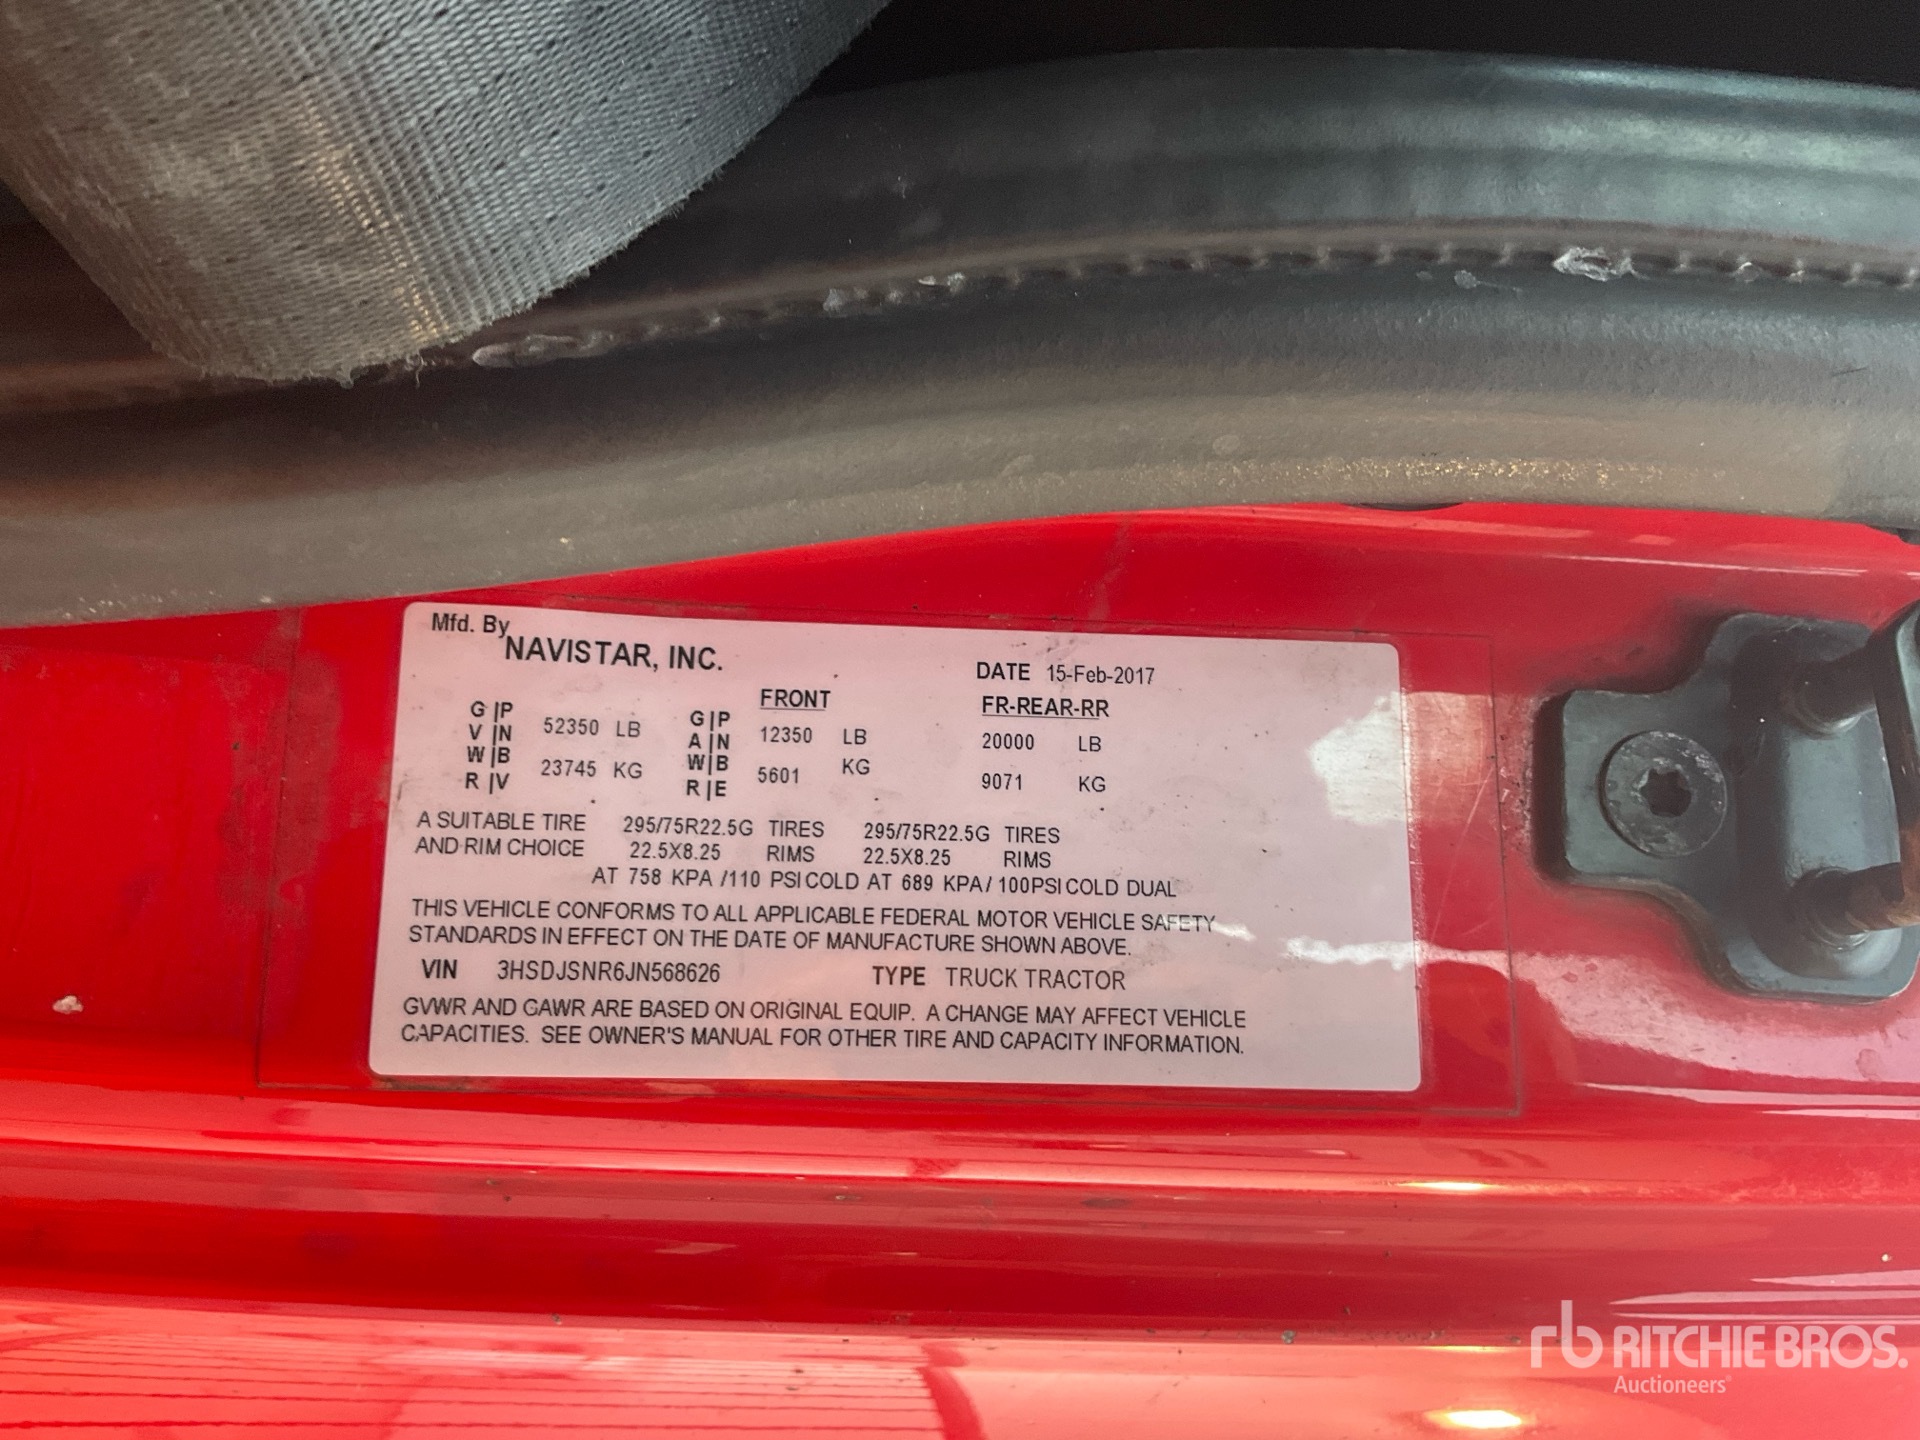 Mfd. By
NAVISTAR, INC.
DATE 15-Feb-2017
FRONT
FR-REAR-RR
G|P
V|N
W|B
R|V
52350 LB
23745 KG
G|P
A|N
W|B
R|E
12350 LB
5601 KG
20000 LB
9071 KG
A SUITABLE TIRE 295/75R22.5G TIRES 295/75R22.5G TIRES
AND RIM CHOICE 22.5X8.25 RIMS 22.5X8.25 RIMS
AT 758 KPA /110 PSI COLD AT 689 KPA/ 100PSI COLD DUAL
THIS VEHICLE CONFORMS TO ALL APPLICABLE FEDERAL MOTOR VEHICLE SAFETY
STANDARDS IN EFFECT ON THE DATE OF MANUFACTURE SHOWN ABOVE.
VIN 3HSDJSNR6JN568626 TYPE TRUCK TRACTOR
GVWR AND GAWR ARE BASED ON ORIGINAL EQUIP. A CHANGE MAY AFFECT VEHICLE
CAPACITIES. SEE OWNER'S MANUAL FOR OTHER TIRE AND CAPACITY INFORMATION.
rb RITCHIE BROS.
Auctioneers